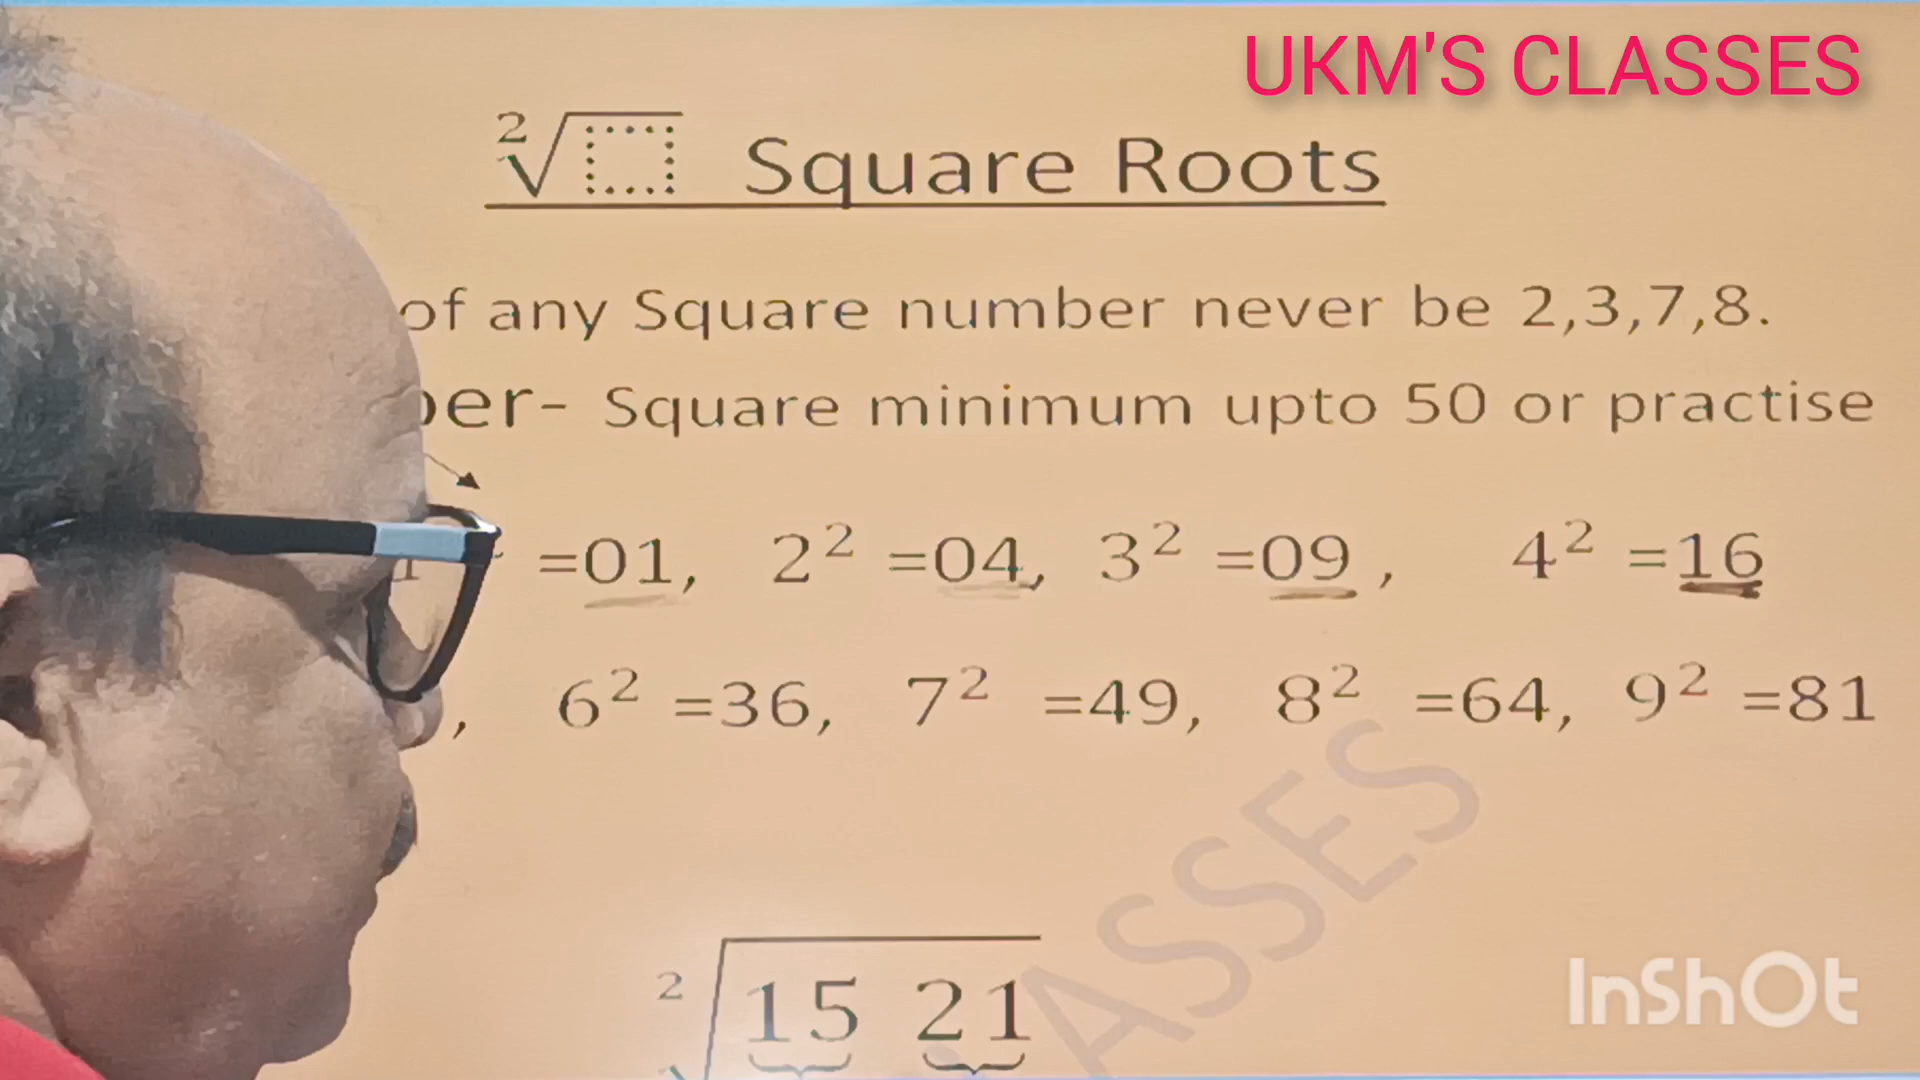 UKM'S CLASSES
²√ Square Roots
of any Square number never be 2,3,7,8.
Square minimum upto 50 or practise
=01, 2² =04, 3² =09, 4² =16
, 6² =36, 7² =49, 8² =64, 9² =81
²√15 21
InShOt